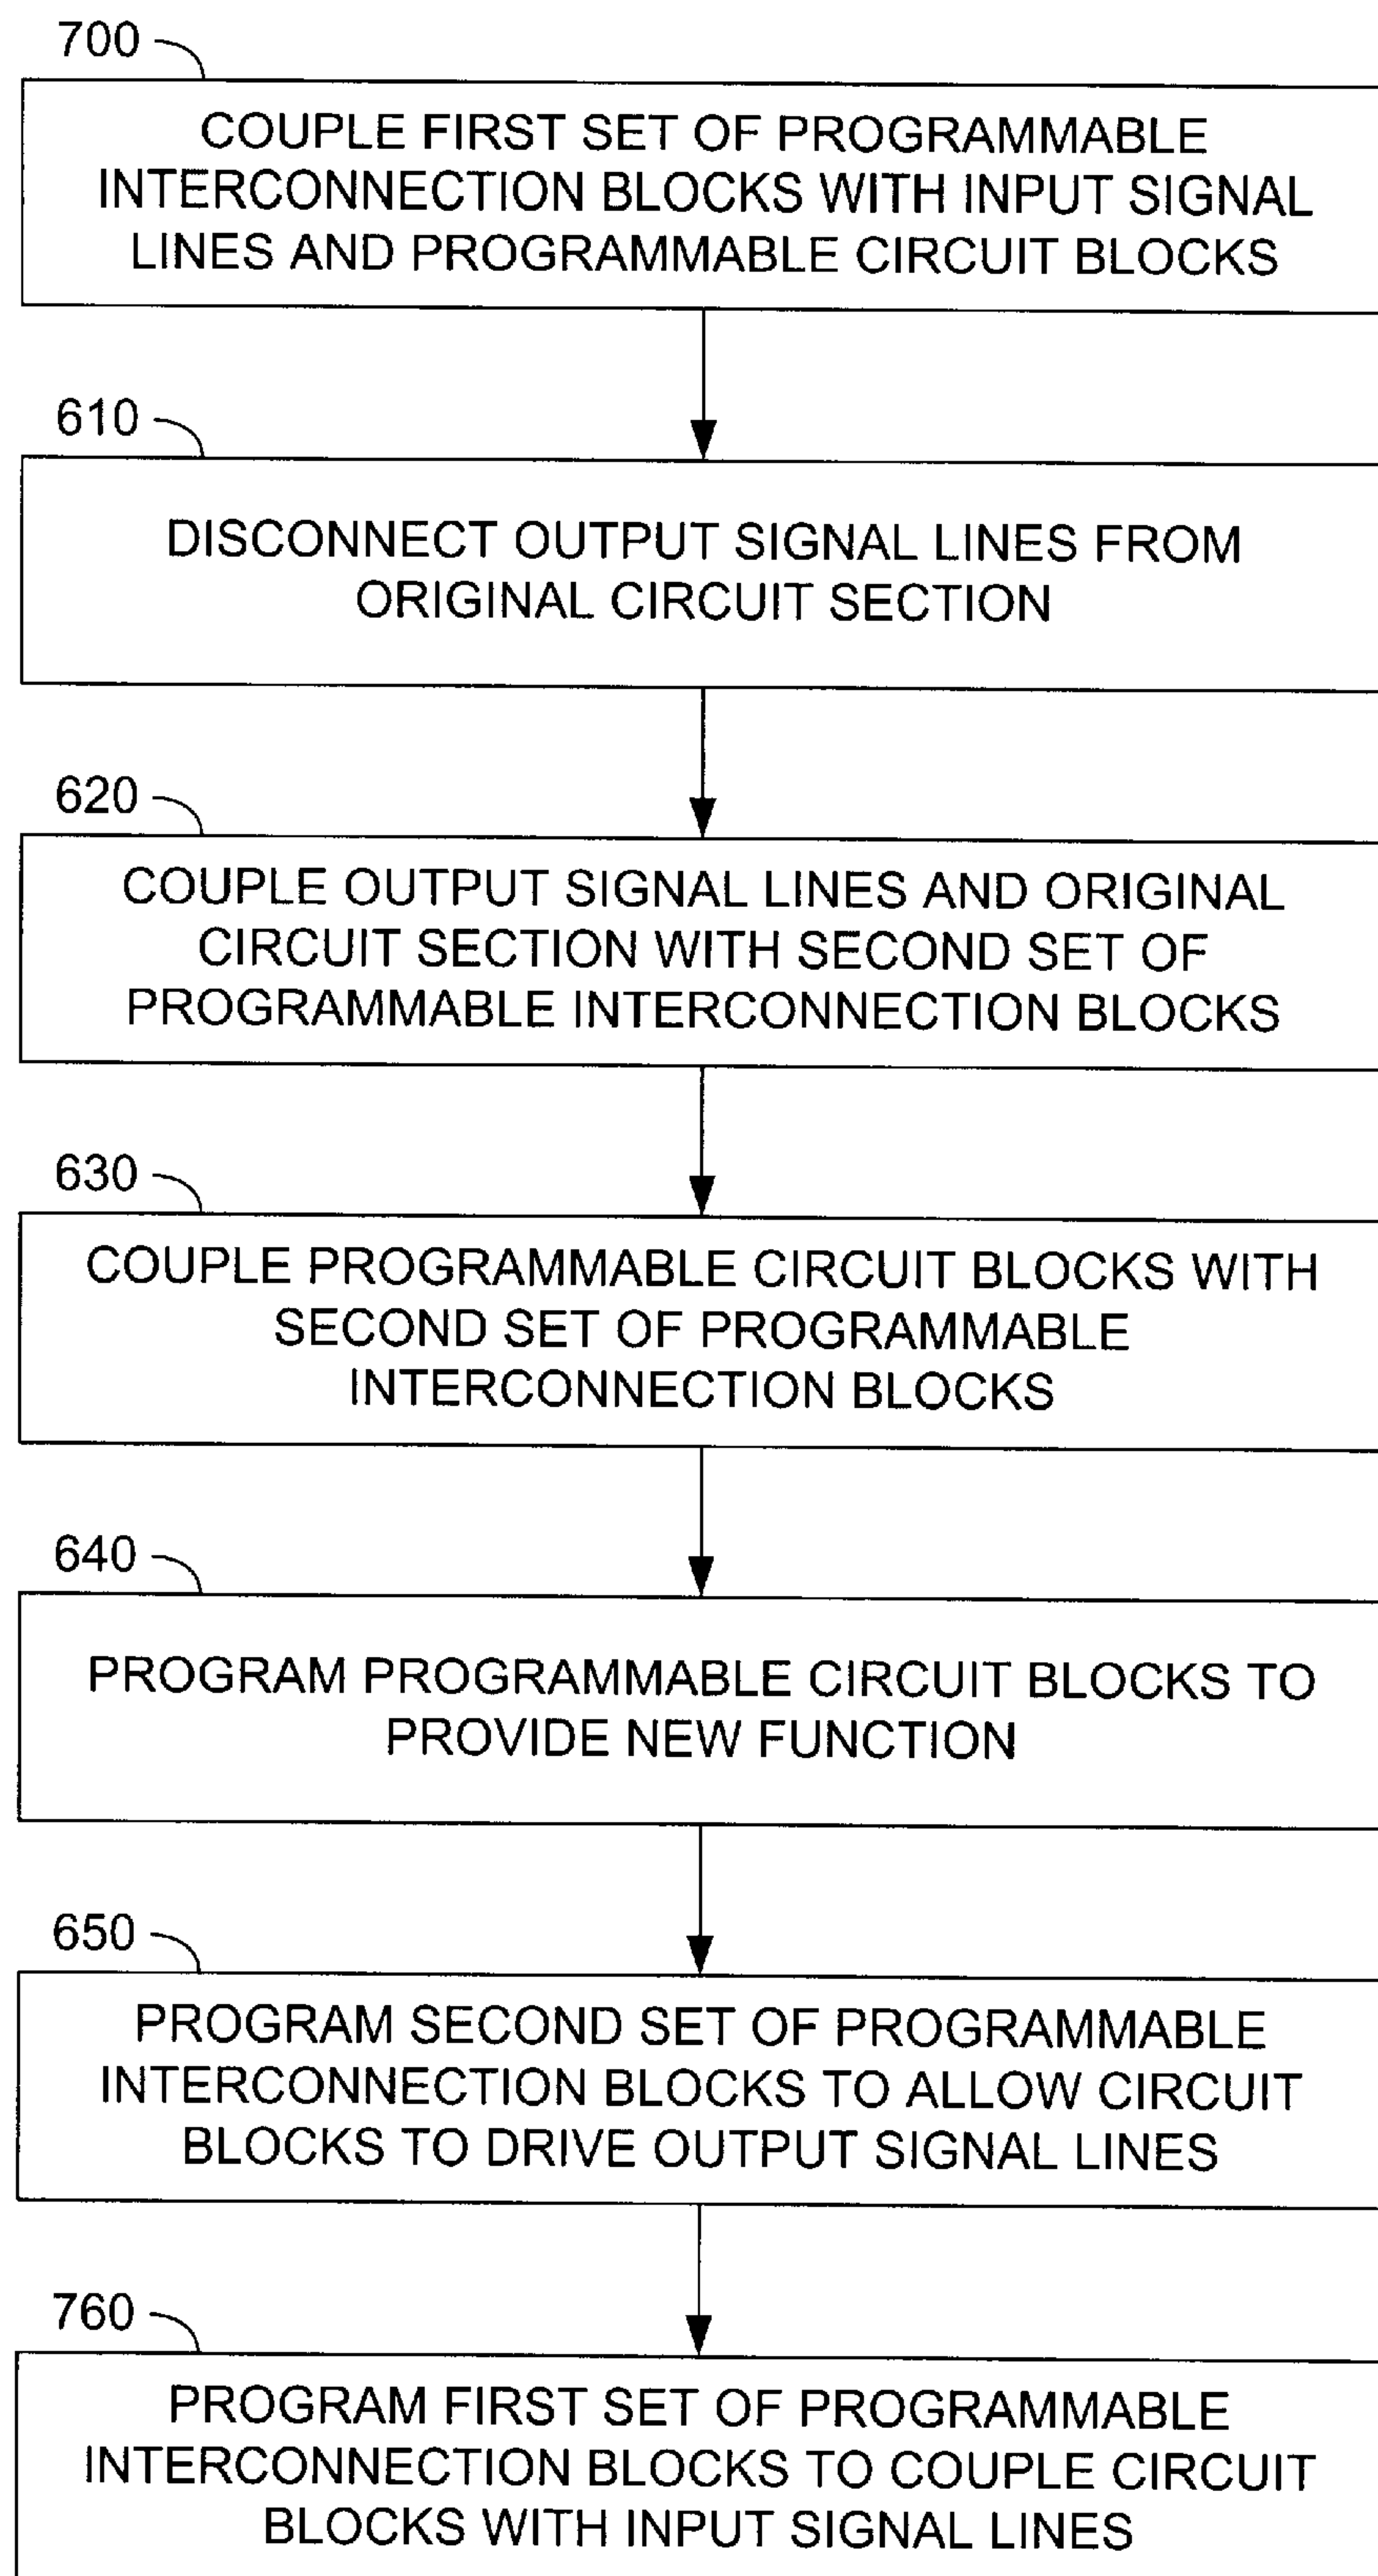 700
COUPLE FIRST SET OF PROGRAMMABLE
INTERCONNECTION BLOCKS WITH INPUT SIGNAL
LINES AND PROGRAMMABLE CIRCUIT BLOCKS
610
DISCONNECT OUTPUT SIGNAL LINES FROM
ORIGINAL CIRCUIT SECTION
620
COUPLE OUTPUT SIGNAL LINES AND ORIGINAL
CIRCUIT SECTION WITH SECOND SET OF
PROGRAMMABLE INTERCONNECTION BLOCKS
630
COUPLE PROGRAMMABLE CIRCUIT BLOCKS WITH
SECOND SET OF PROGRAMMABLE
INTERCONNECTION BLOCKS
640
PROGRAM PROGRAMMABLE CIRCUIT BLOCKS TO
PROVIDE NEW FUNCTION
650
PROGRAM SECOND SET OF PROGRAMMABLE
INTERCONNECTION BLOCKS TO ALLOW CIRCUIT
BLOCKS TO DRIVE OUTPUT SIGNAL LINES
760
PROGRAM FIRST SET OF PROGRAMMABLE
INTERCONNECTION BLOCKS TO COUPLE CIRCUIT
BLOCKS WITH INPUT SIGNAL LINES